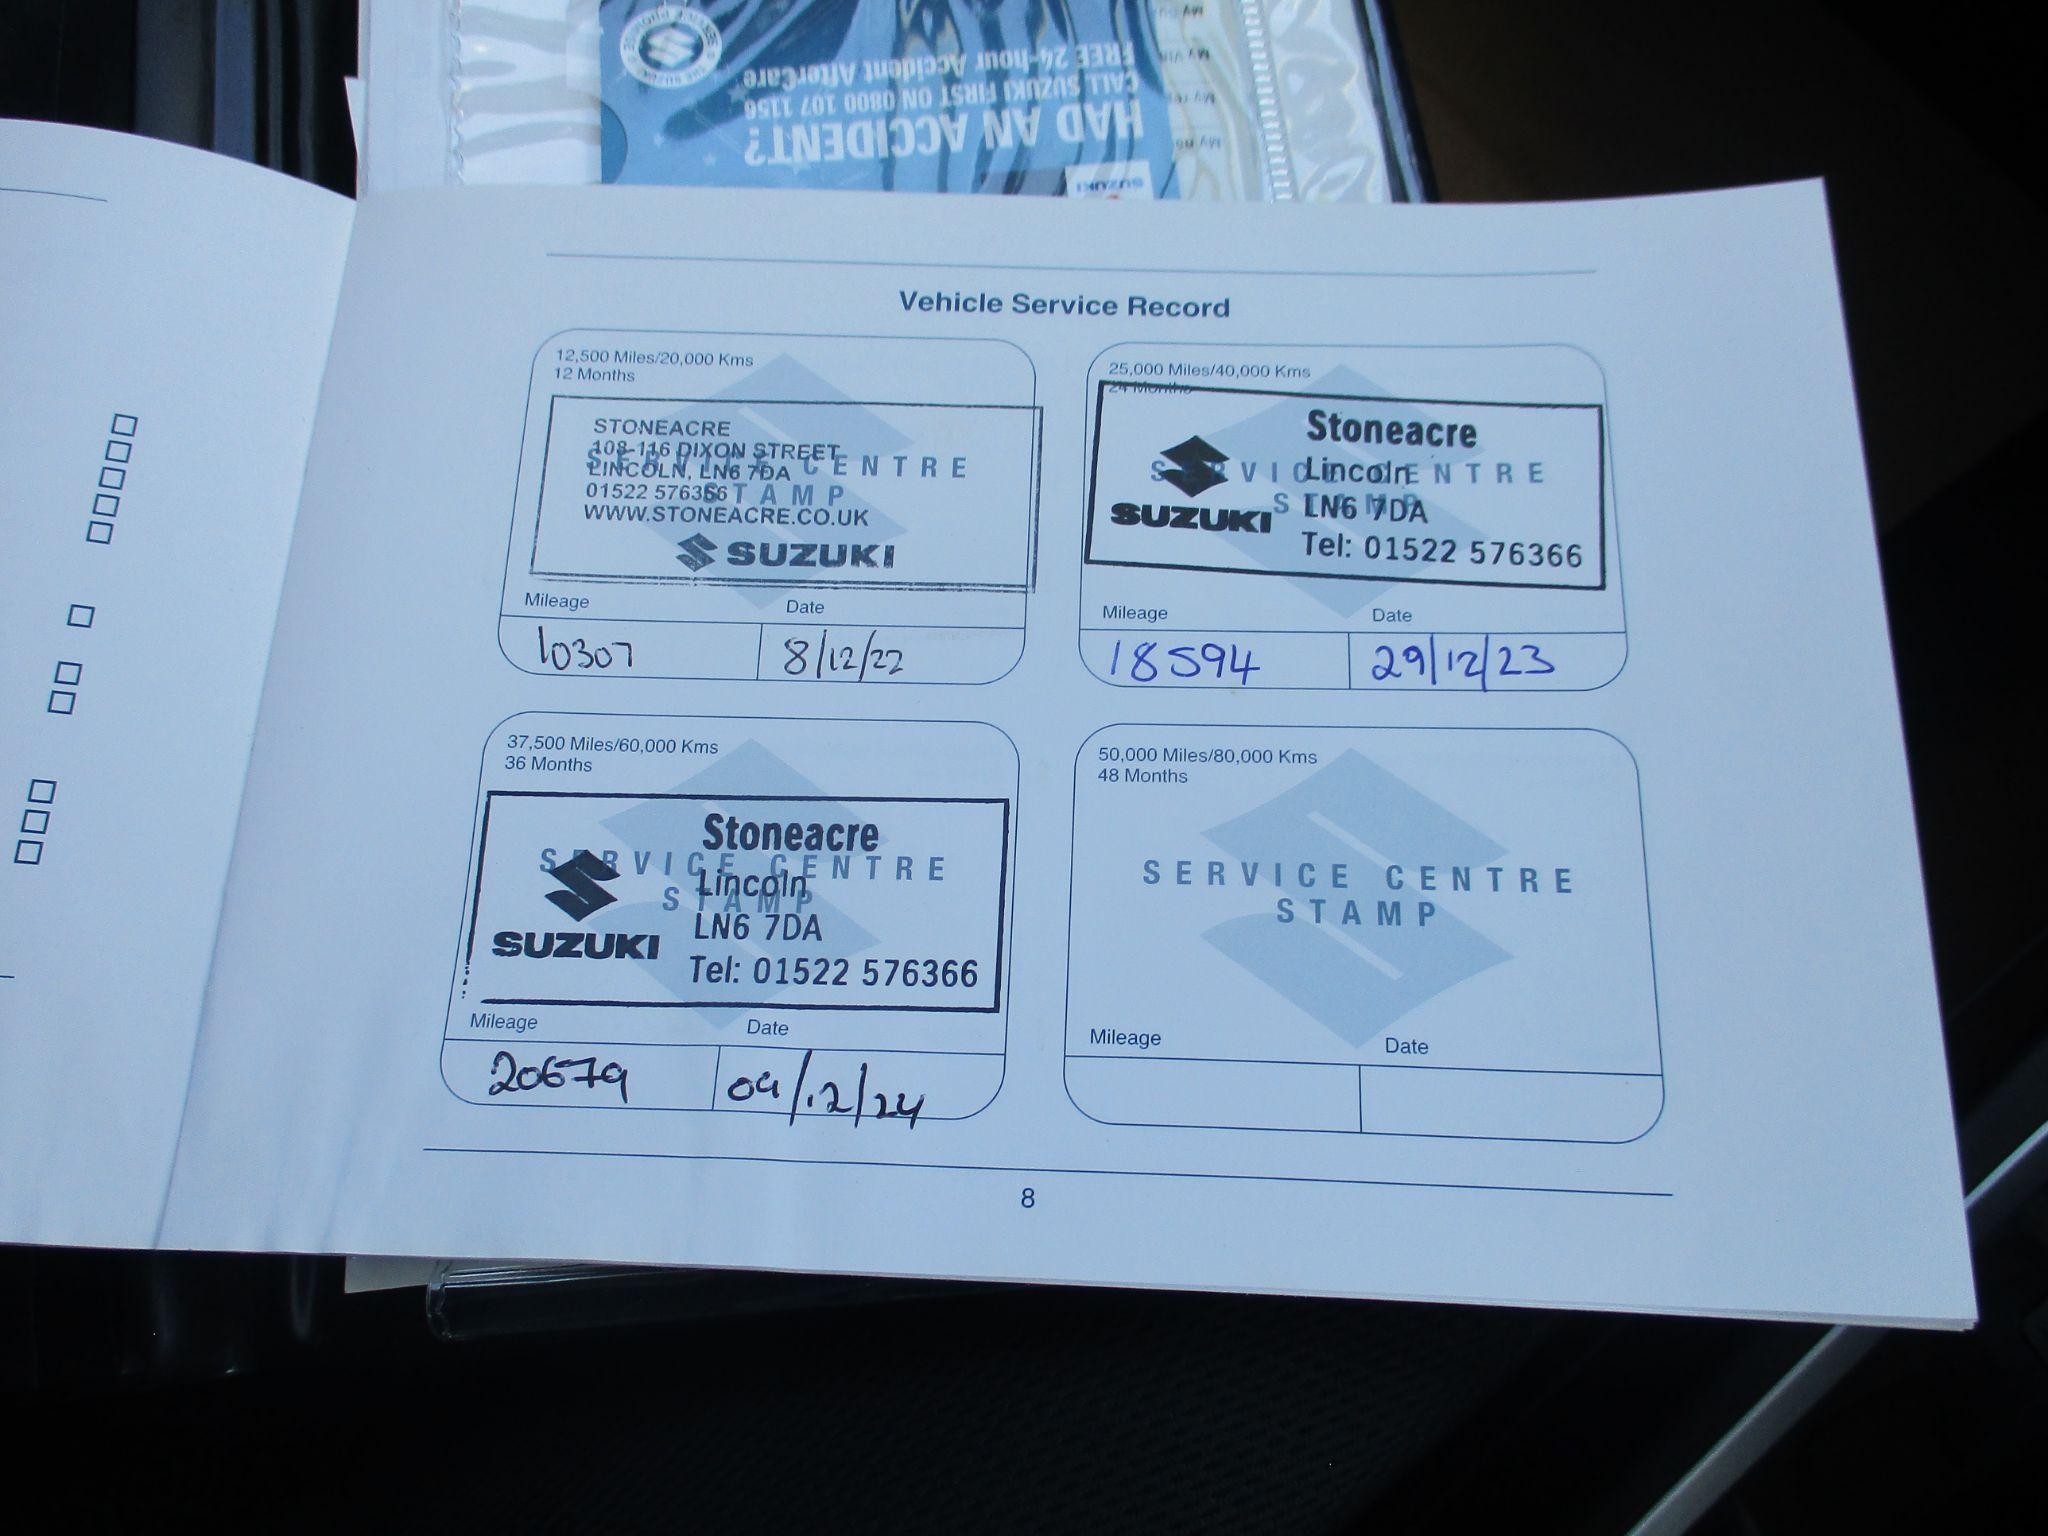 HAD AN ACCIDENT?
CALL SUZUKI FIRST ON 0800 107 1156
FREE 24-hour Accident AfterCare
SUZUKI
Vehicle Service Record
12,500 Miles/20,000 Kms
12 Months
SERVICE CENTRE
STAMP
STONEACRE
108-116 DIXON STREET
LINCOLN, LN6 7DA
01522 576366
WWW.STONEACRE.CO.UK
SUZUKI
Mileage Date
10307 8/12/22
25,000 Miles/40,000 Kms
24 Months
SERVICE CENTRE
STAMP
Stoneacre
Lincoln
LN6 7DA
SUZUKI
Tel: 01522 576366
Mileage Date
18594 29/12/23
37,500 Miles/60,000 Kms
36 Months
SERVICE CENTRE
STAMP
Stoneacre
Lincoln
LN6 7DA
SUZUKI
Tel: 01522 576366
Mileage Date
20679 09/12/24
50,000 Miles/80,000 Kms
48 Months
SERVICE CENTRE
STAMP
Mileage Date
8